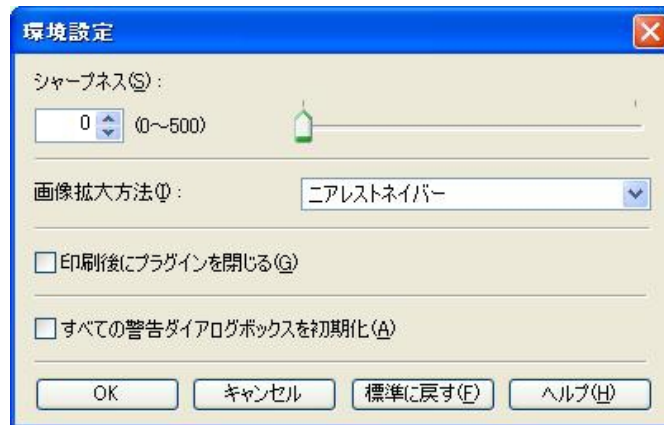 環境設定
シャープネス(S):
0 (0～500)
画像拡大方法(I):
ニアレストネイバー
印刷後にプラグインを閉じる(G)
すべての警告ダイアログボックスを初期化(A)
OK キャンセル 標準に戻す(F) ヘルプ(H)